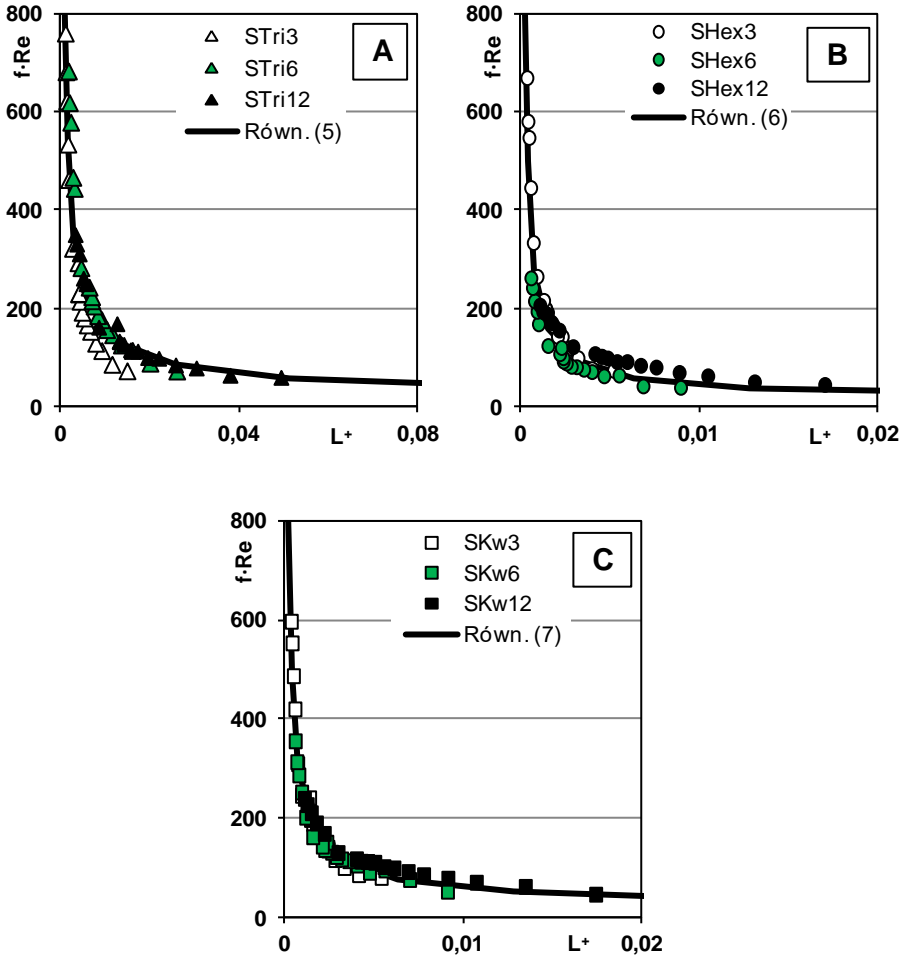 800
600
400
200
0
f·Re
STri3
STri6
STri12
Równ. (5)
A
0
0,04
L+
0,08
800
600
400
200
0
f·Re
SHex3
SHex6
SHex12
Równ. (6)
B
0
0,01
L+
0,02
800
600
400
200
0
f·Re
SKw3
SKw6
SKw12
Równ. (7)
C
0
0,01
L+
0,02